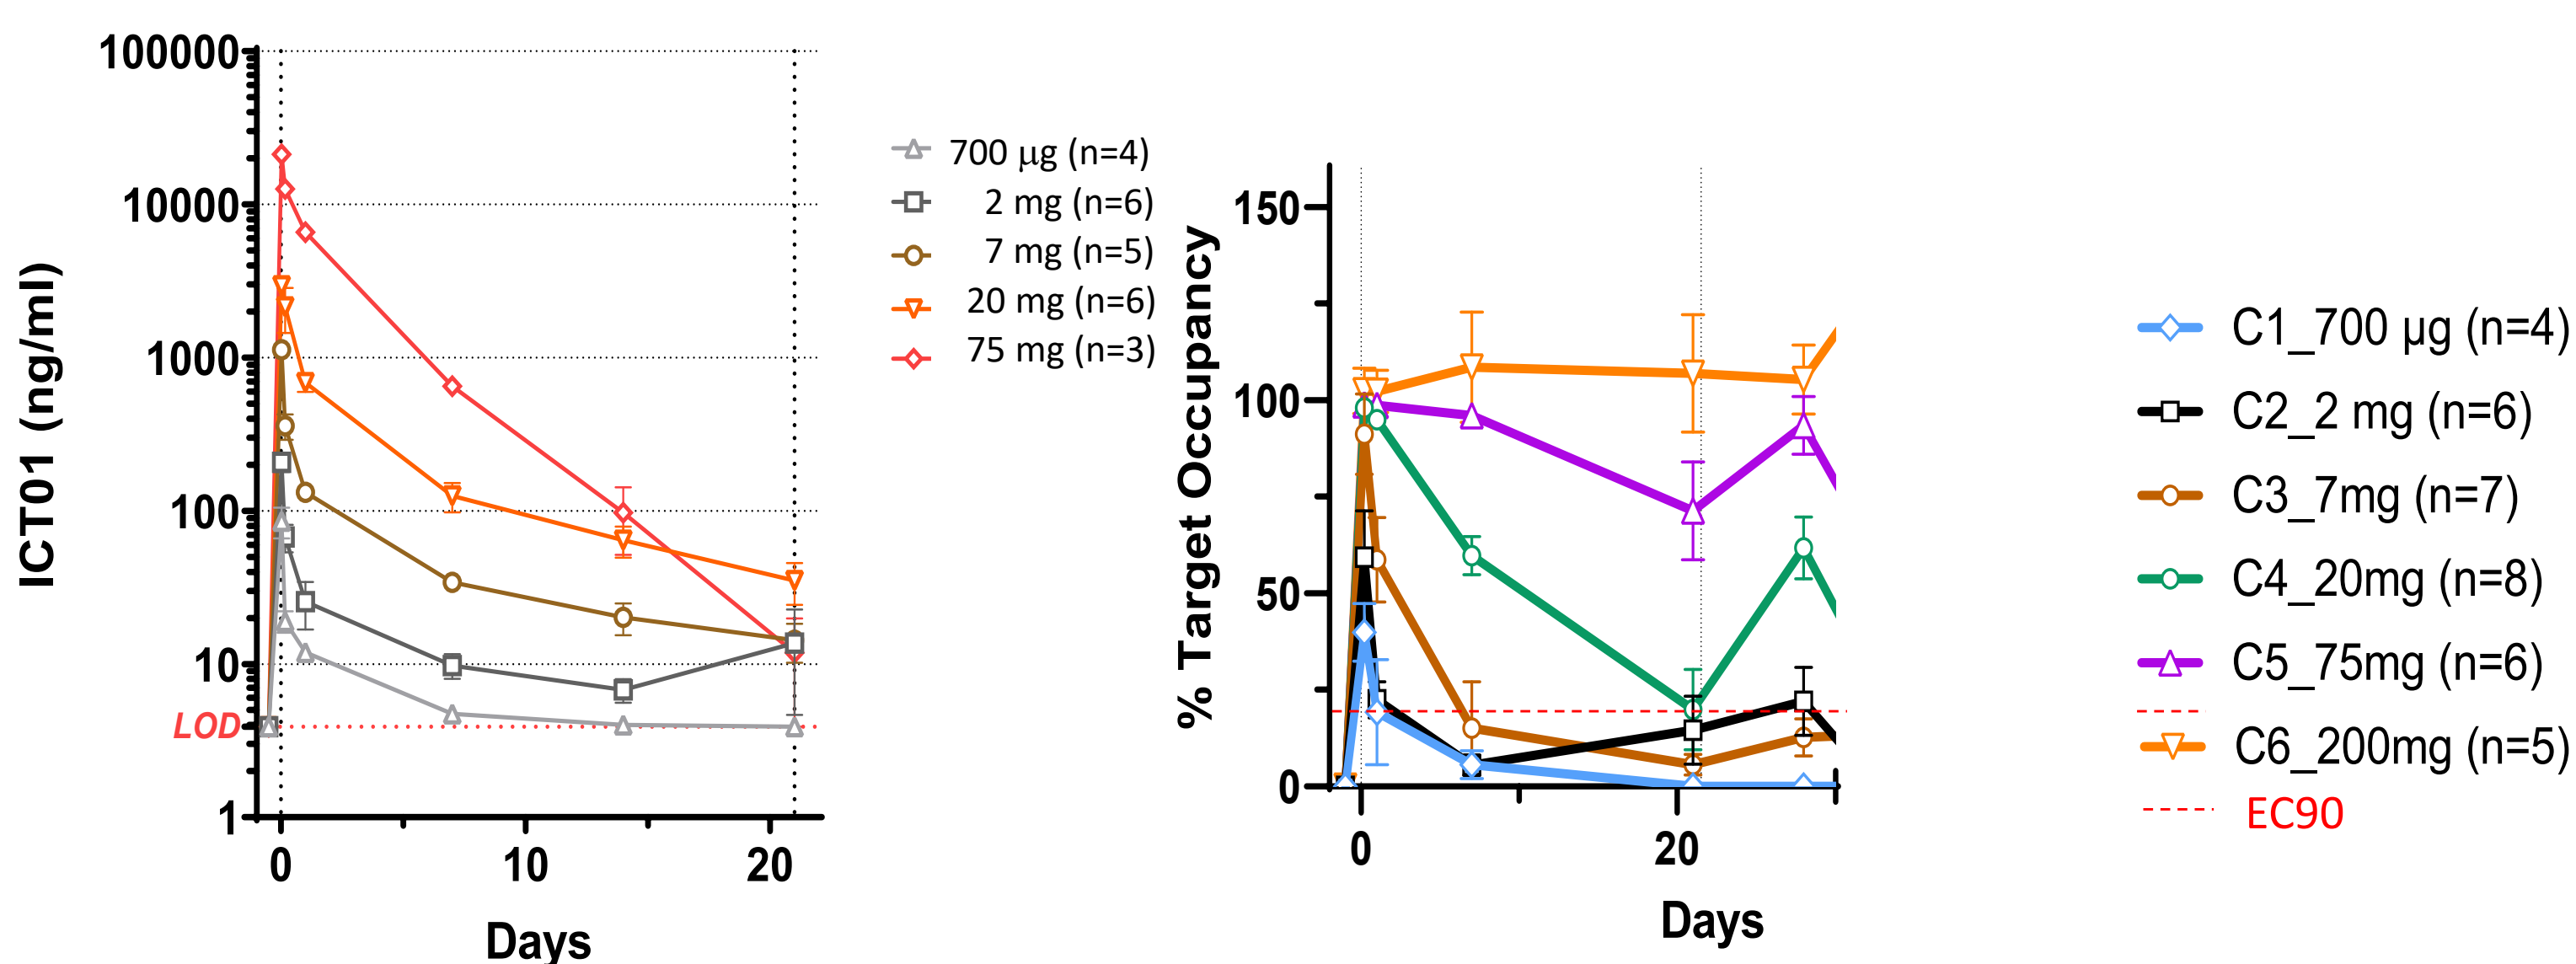 ICT01 (ng/ml)
100000
10000
1000
100
10
LOD
1
0
10
20
Days
700 μg (n=4)
2 mg (n=6)
7 mg (n=5)
20 mg (n=6)
75 mg (n=3)
% Target Occupancy
150
100
50
0
0
20
Days
C1_700 μg (n=4)
C2_2 mg (n=6)
C3_7mg (n=7)
C4_20mg (n=8)
C5_75mg (n=6)
C6_200mg (n=5)
EC90